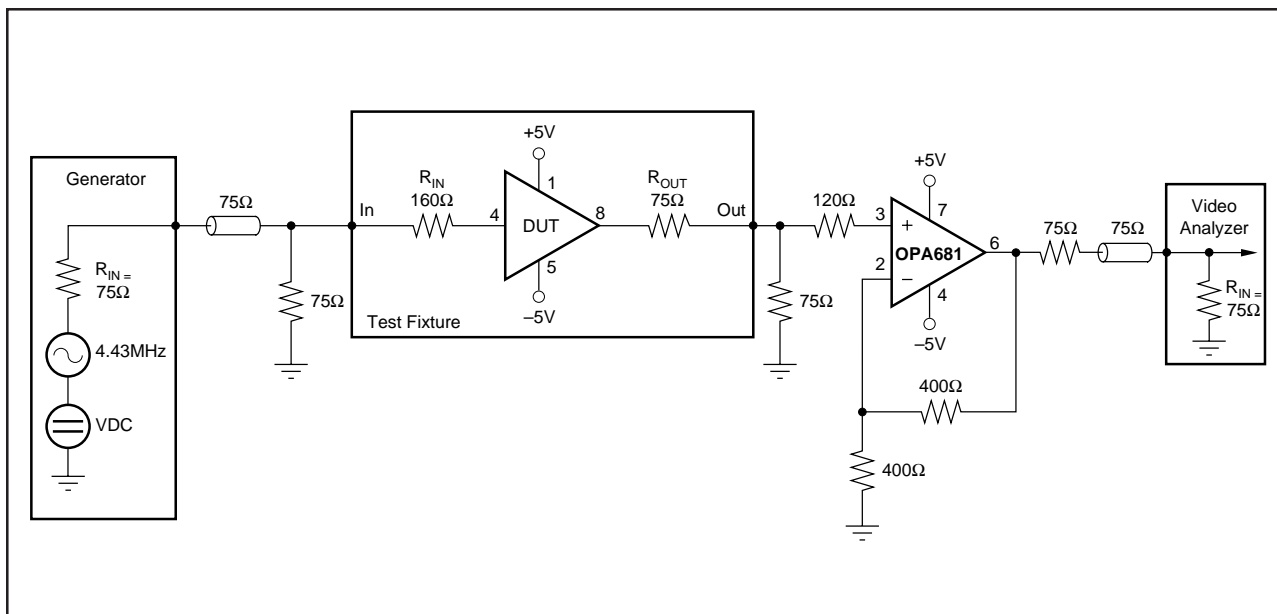 Generator
R_IN =
75Ω
4.43MHz
VDC
75Ω
75Ω
In
R_IN
160Ω
4
+5V
1
DUT
5
–5V
8
R_OUT
75Ω
Out
Test Fixture
75Ω
120Ω
3
+
2
–
+5V
7
OPA681
6
4
–5V
400Ω
400Ω
75Ω
75Ω
Video
Analyzer
R_IN =
75Ω